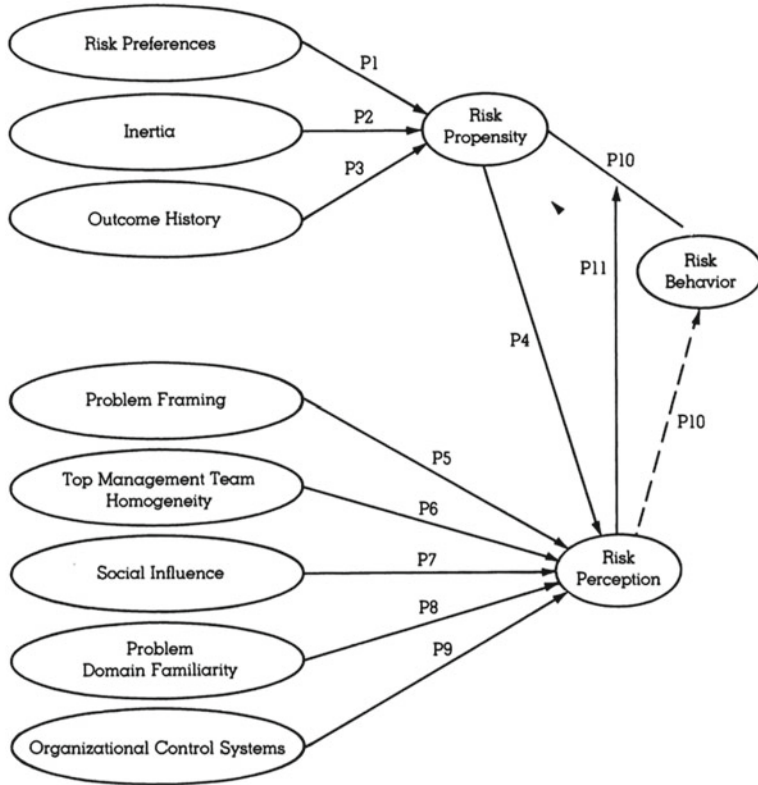 Risk Preferences
P1
Inertia
P2
Risk
Propensity
P3
Outcome History
P10
P11
Risk
Behavior
P4
Problem Framing
P5
P10
Top Management Team
Homogeneity
P6
Social Influence
P7
Risk
Perception
P8
Problem
Domain Familiarity
P9
Organizational Control Systems